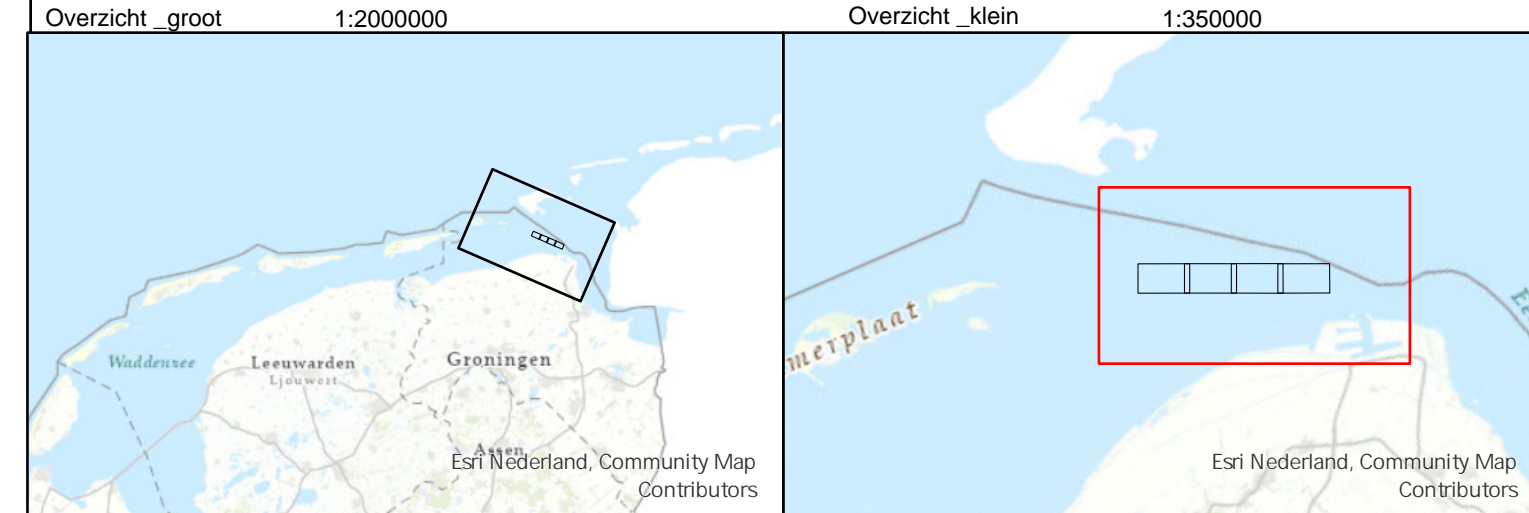 Overzicht _groot 1:2000000
Overzicht _klein 1:350000
Waddenzee
Leeuwarden
Ljouwert
Groningen
Assen
Esri Nederland, Community Map
Contributors
merplaat
Ee
Esri Nederland, Community Map
Contributors